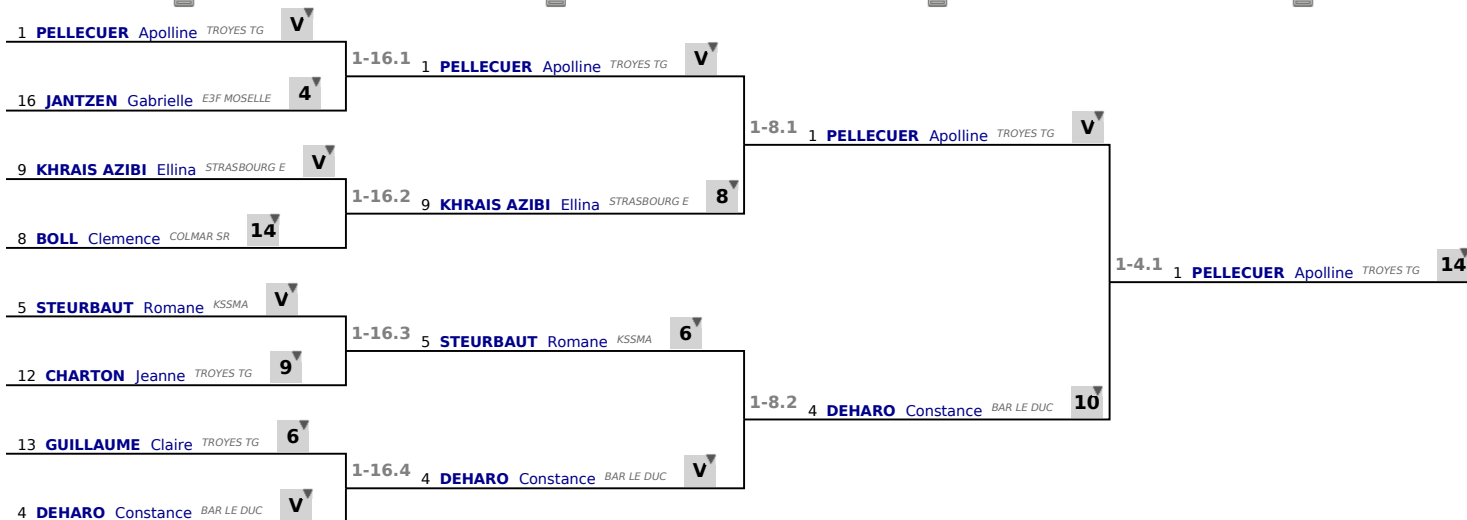 1 PELLECUER Apolline TROYES TG V
16 JANTZEN Gabrielle E3F MOSELLE 4
9 KHRAIS AZIBI Ellina STRASBOURG E V
8 BOLL Clemence COLMAR SR 14
5 STEURBAUT Romane KSSMA V
12 CHARTON Jeanne TROYES TG 9
13 GUILLAUME Claire TROYES TG 6
4 DEHARO Constance BAR LE DUC V
1-16.1 1 PELLECUER Apolline TROYES TG V
1-16.2 9 KHRAIS AZIBI Ellina STRASBOURG E 8
1-16.3 5 STEURBAUT Romane KSSMA 6
1-16.4 4 DEHARO Constance BAR LE DUC V
1-8.1 1 PELLECUER Apolline TROYES TG V
1-8.2 4 DEHARO Constance BAR LE DUC 10
1-4.1 1 PELLECUER Apolline TROYES TG 14